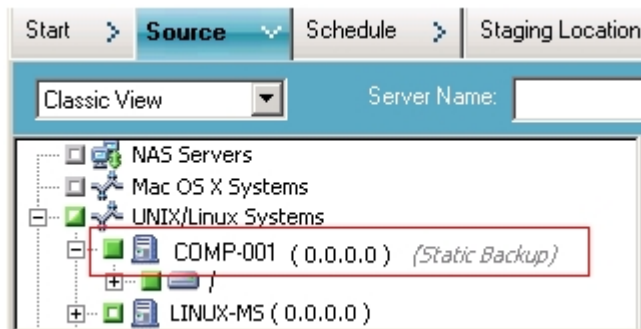 Start > Source Schedule > Staging Location
Classic View Server Name:
NAS Servers
Mac OS X Systems
UNIX/Linux Systems
COMP-001 ( 0.0.0.0 ) (Static Backup)
/
LINUX-MS ( 0.0.0.0 )